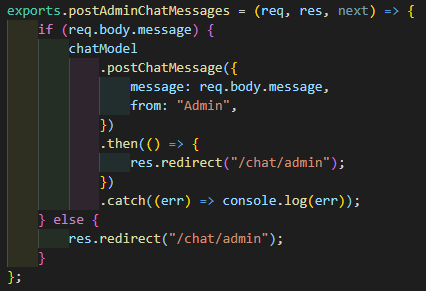 exports.postAdminChatMessages = (req, res, next) => {
    if (req.body.message) {
        chatModel
            .postChatMessage({
                message: req.body.message,
                from: "Admin",
            })
            .then(() => {
                res.redirect("/chat/admin");
            })
            .catch((err) => console.log(err));
    } else {
        res.redirect("/chat/admin");
    }
};